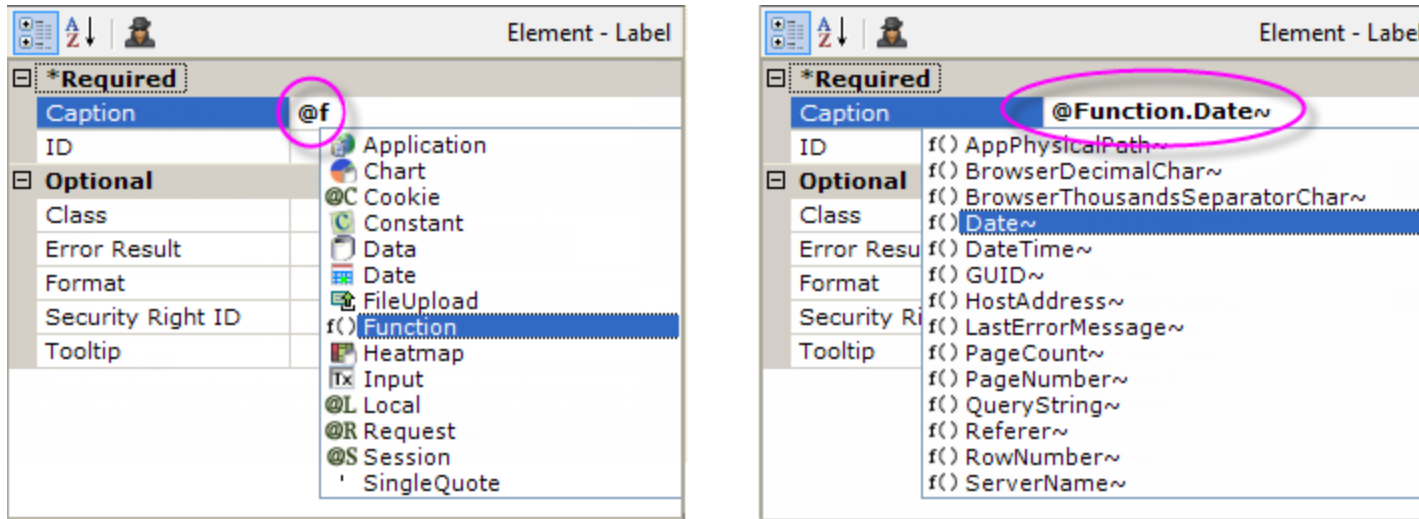 Element - Label
*Required
Caption @f
ID
Optional
Class
Error Result
Format
Security Right ID
Tooltip
Application
Chart
@C Cookie
C Constant
Data
Date
FileUpload
f() Function
Heatmap
Tx Input
@L Local
@R Request
@S Session
' SingleQuote
Element - Label
*Required
Caption @Function.Date~
ID
Optional
Class
Error Resu
Format
Security Ri
Tooltip
f() AppPhysicalPath~
f() BrowserDecimalChar~
f() BrowserThousandsSeparatorChar~
f() Date~
f() DateTime~
f() GUID~
f() HostAddress~
f() LastErrorMessage~
f() PageCount~
f() PageNumber~
f() QueryString~
f() Referer~
f() RowNumber~
f() ServerName~